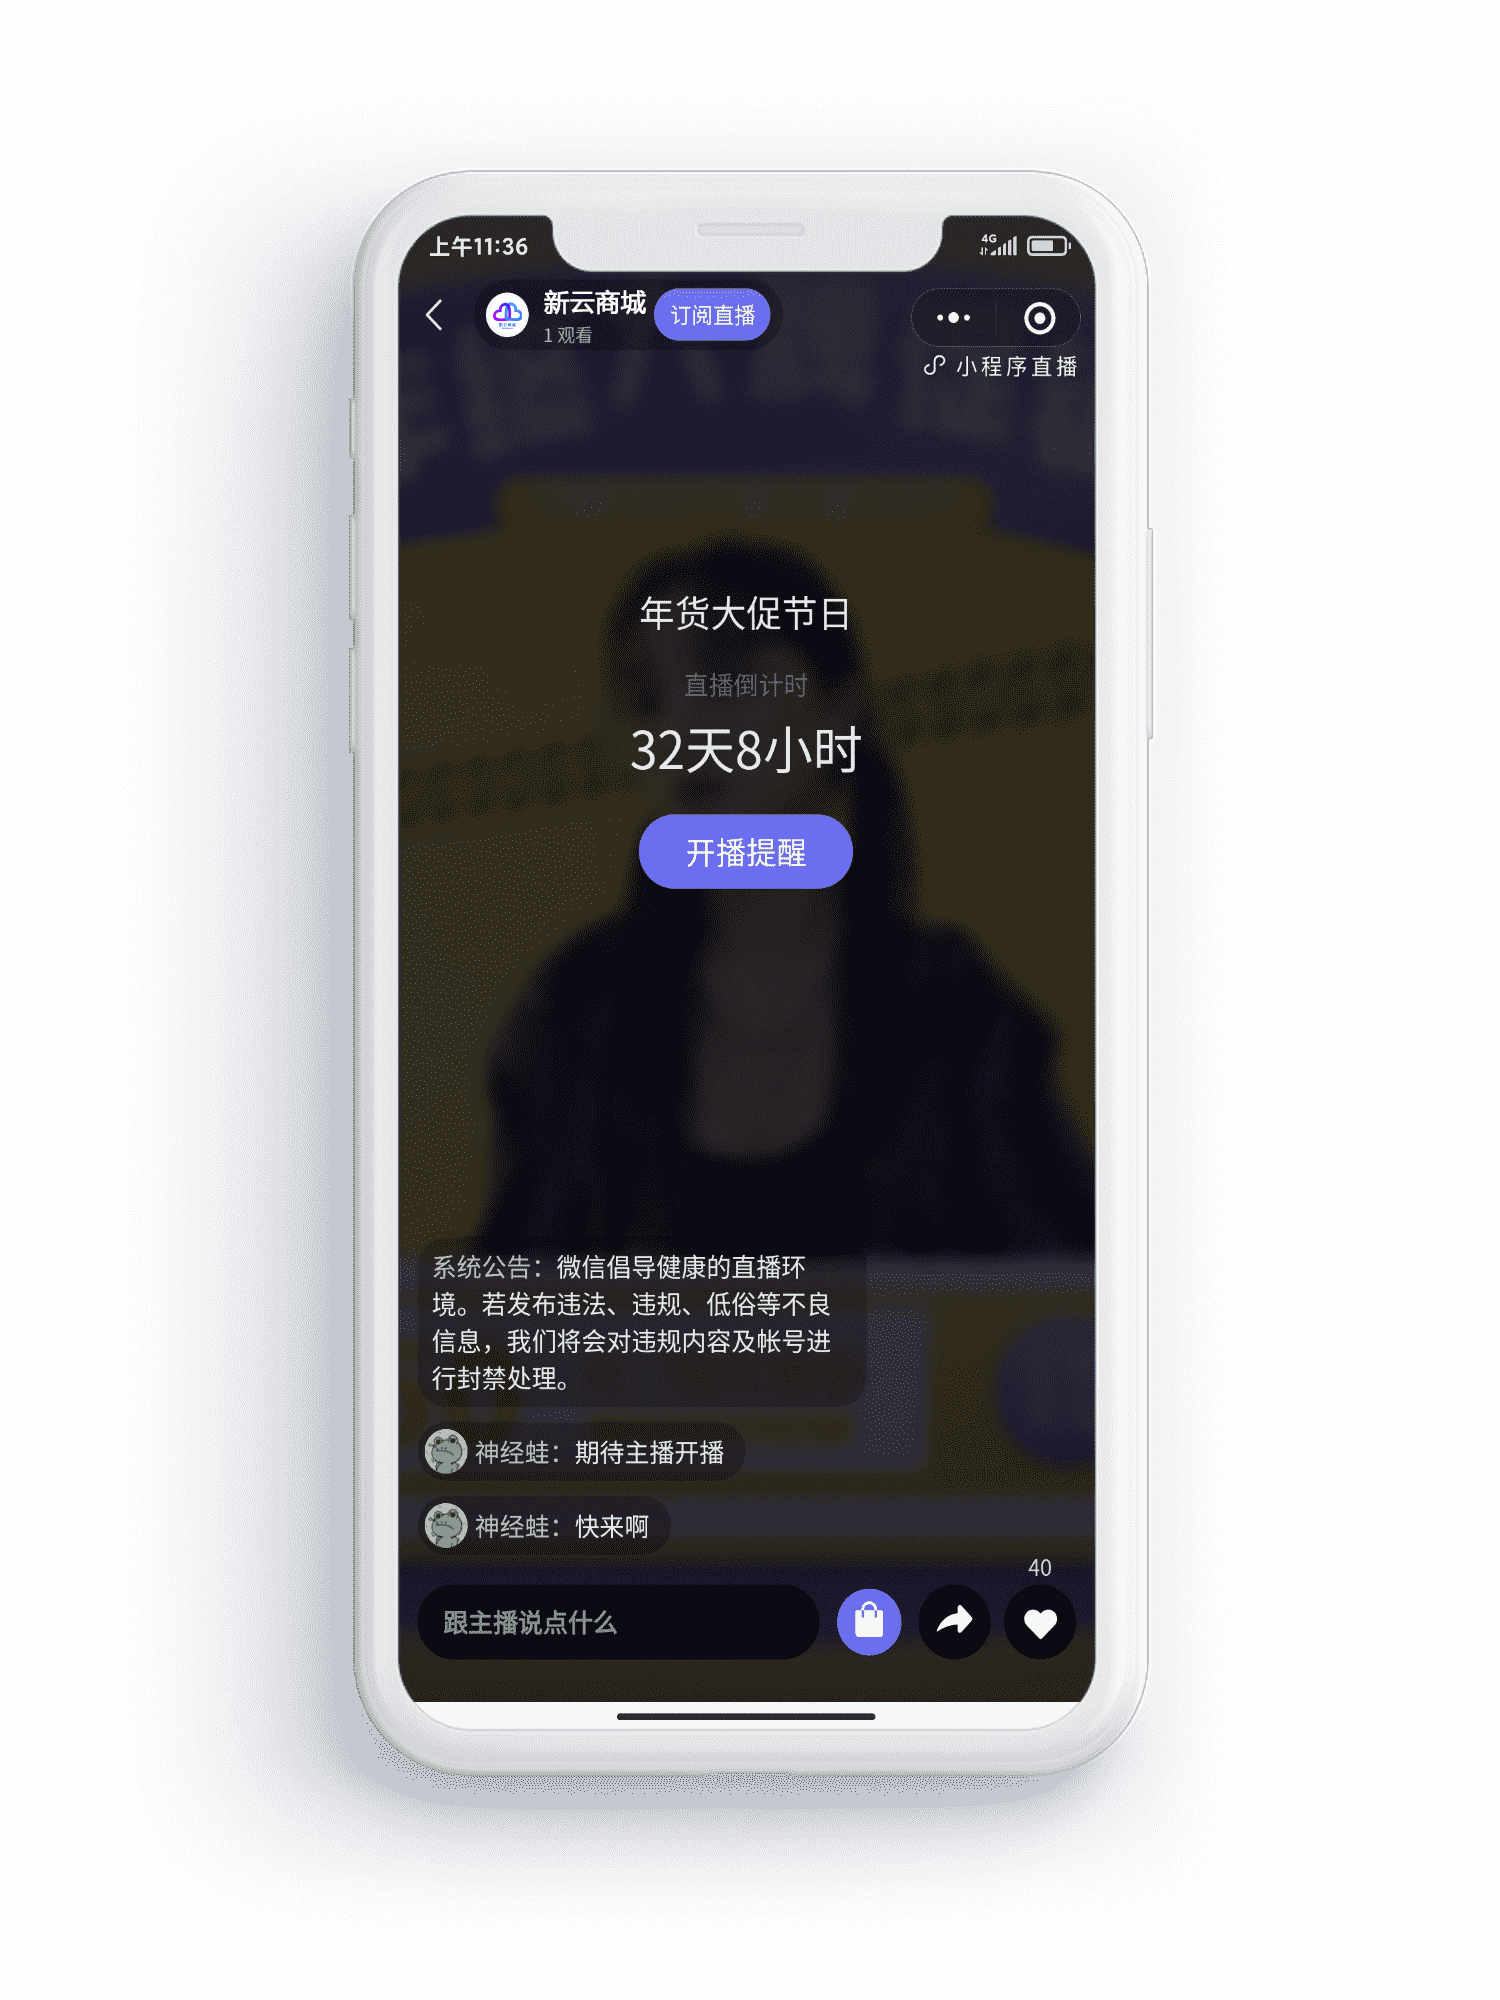 上午11:36
4G
新云商城
1 观看
订阅直播
小程序直播
年货大促节日
直播倒计时
32天8小时
开播提醒
系统公告：微信倡导健康的直播环
境。若发布违法、违规、低俗等不良
信息，我们将会对违规内容及帐号进
行封禁处理。
神经蛙：期待主播开播
神经蛙：快来啊
40
跟主播说点什么